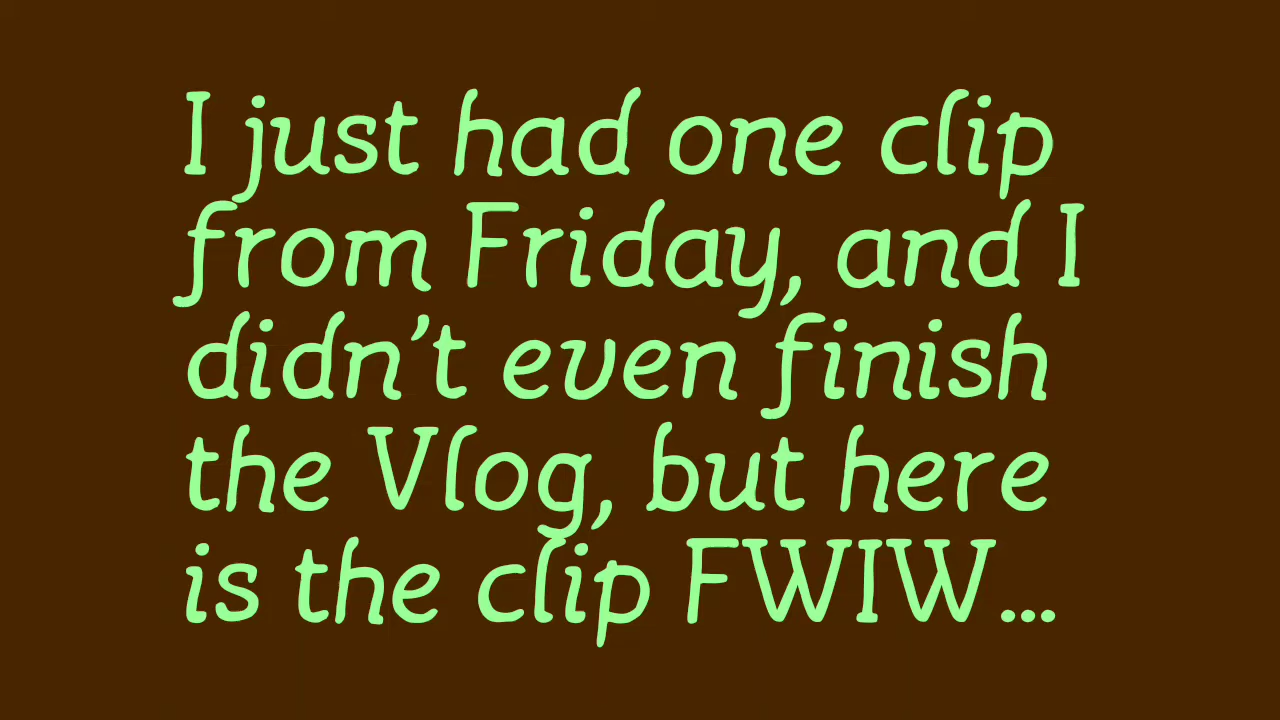 I just had one clip
from Friday, and I
didn’t even finish
the Vlog, but here
is the clip FWIW...